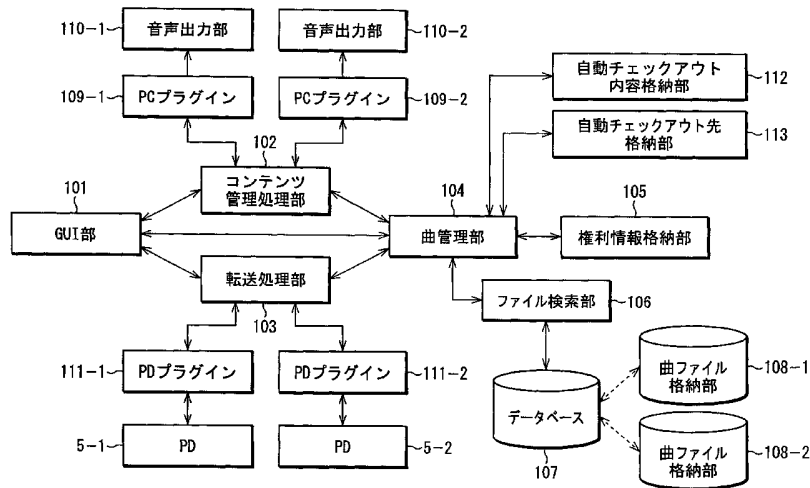 110-1
音声出力部
音声出力部
110-2
109-1
PCプラグイン
PCプラグイン
109-2
自動チェックアウト
内容格納部
112
自動チェックアウト先
格納部
113
102
コンテンツ
管理処理部
101
GUI部
104
曲管理部
105
権利情報格納部
転送処理部
103
ファイル検索部
106
111-1
PDプラグイン
PDプラグイン
111-2
5-1
PD
PD
5-2
データベース
107
曲ファイル
格納部
108-1
曲ファイル
格納部
108-2